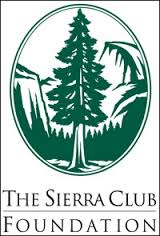 THE SIERRA CLUB
FOUNDATION